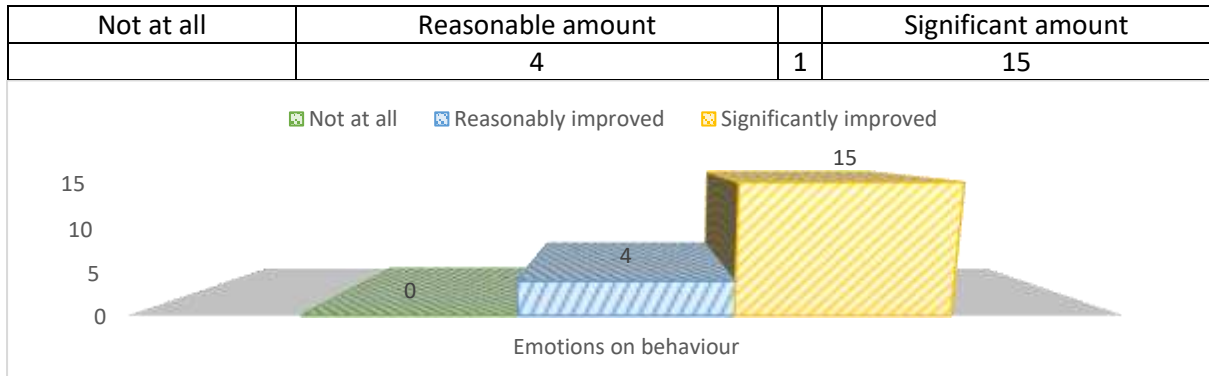 Not at all Reasonable amount Significant amount
4 1 15
Not at all Reasonably improved Significantly improved
15
15
10
5
4
0
0
Emotions on behaviour